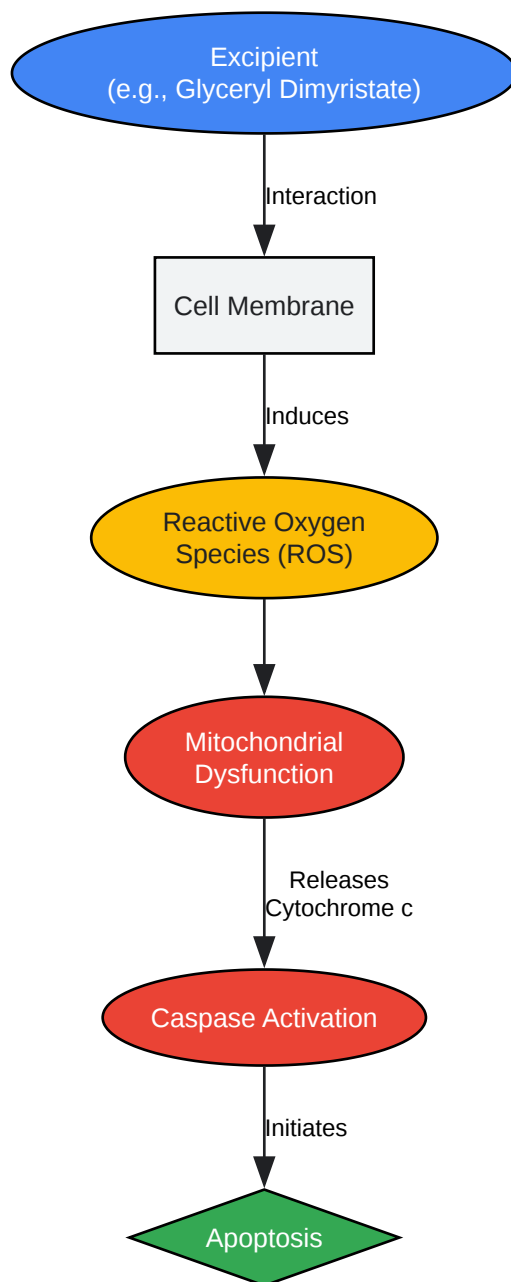 Excipient
(e.g., Glyceryl Dimyristate)
Interaction
Cell Membrane
Induces
Reactive Oxygen
Species (ROS)
Mitochondrial
Dysfunction
Releases
Cytochrome c
Caspase Activation
Initiates
Apoptosis